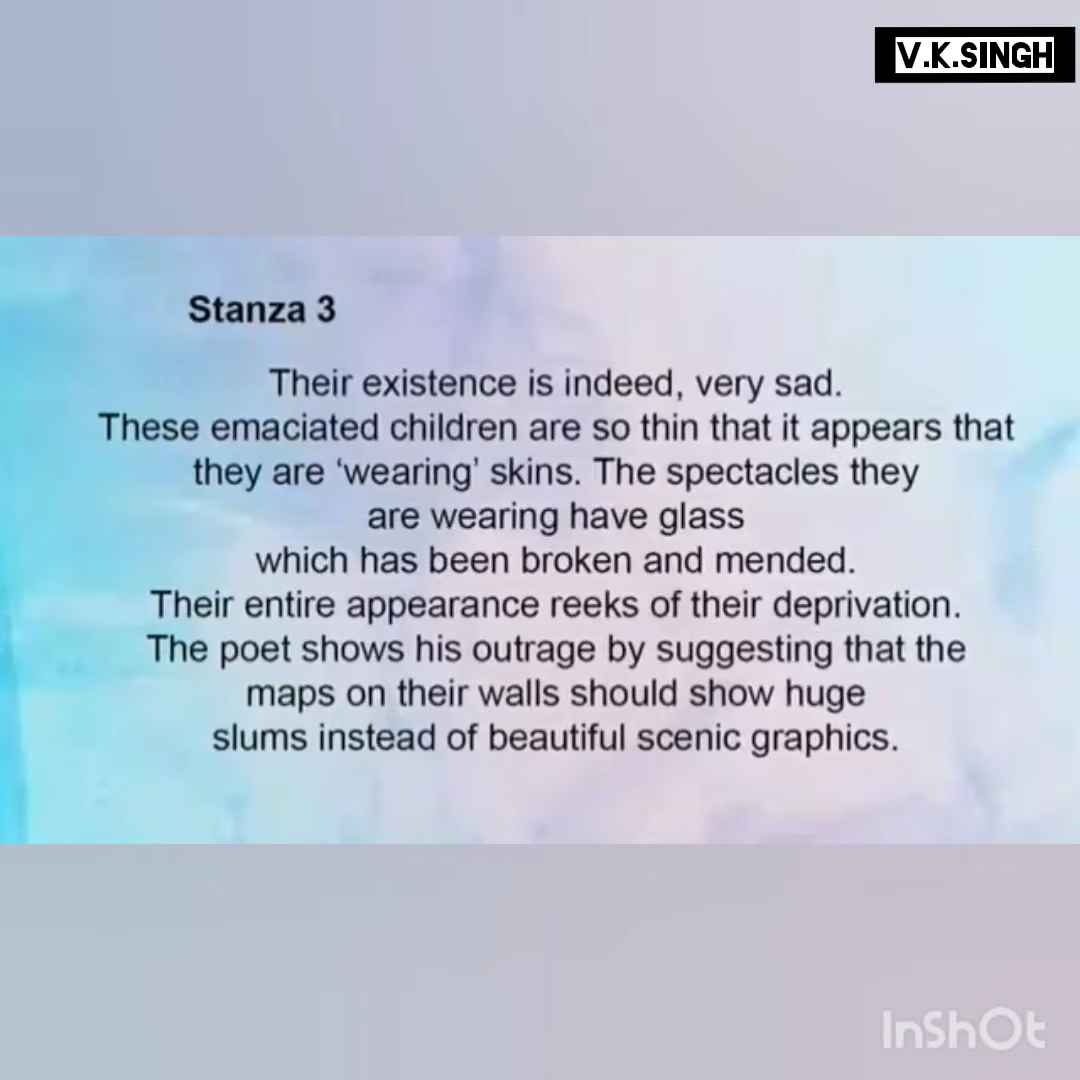 V.K.SINGH
Stanza 3
Their existence is indeed, very sad.
These emaciated children are so thin that it appears that
they are ‘wearing’ skins. The spectacles they
are wearing have glass
which has been broken and mended.
Their entire appearance reeks of their deprivation.
The poet shows his outrage by suggesting that the
maps on their walls should show huge
slums instead of beautiful scenic graphics.
InShOt